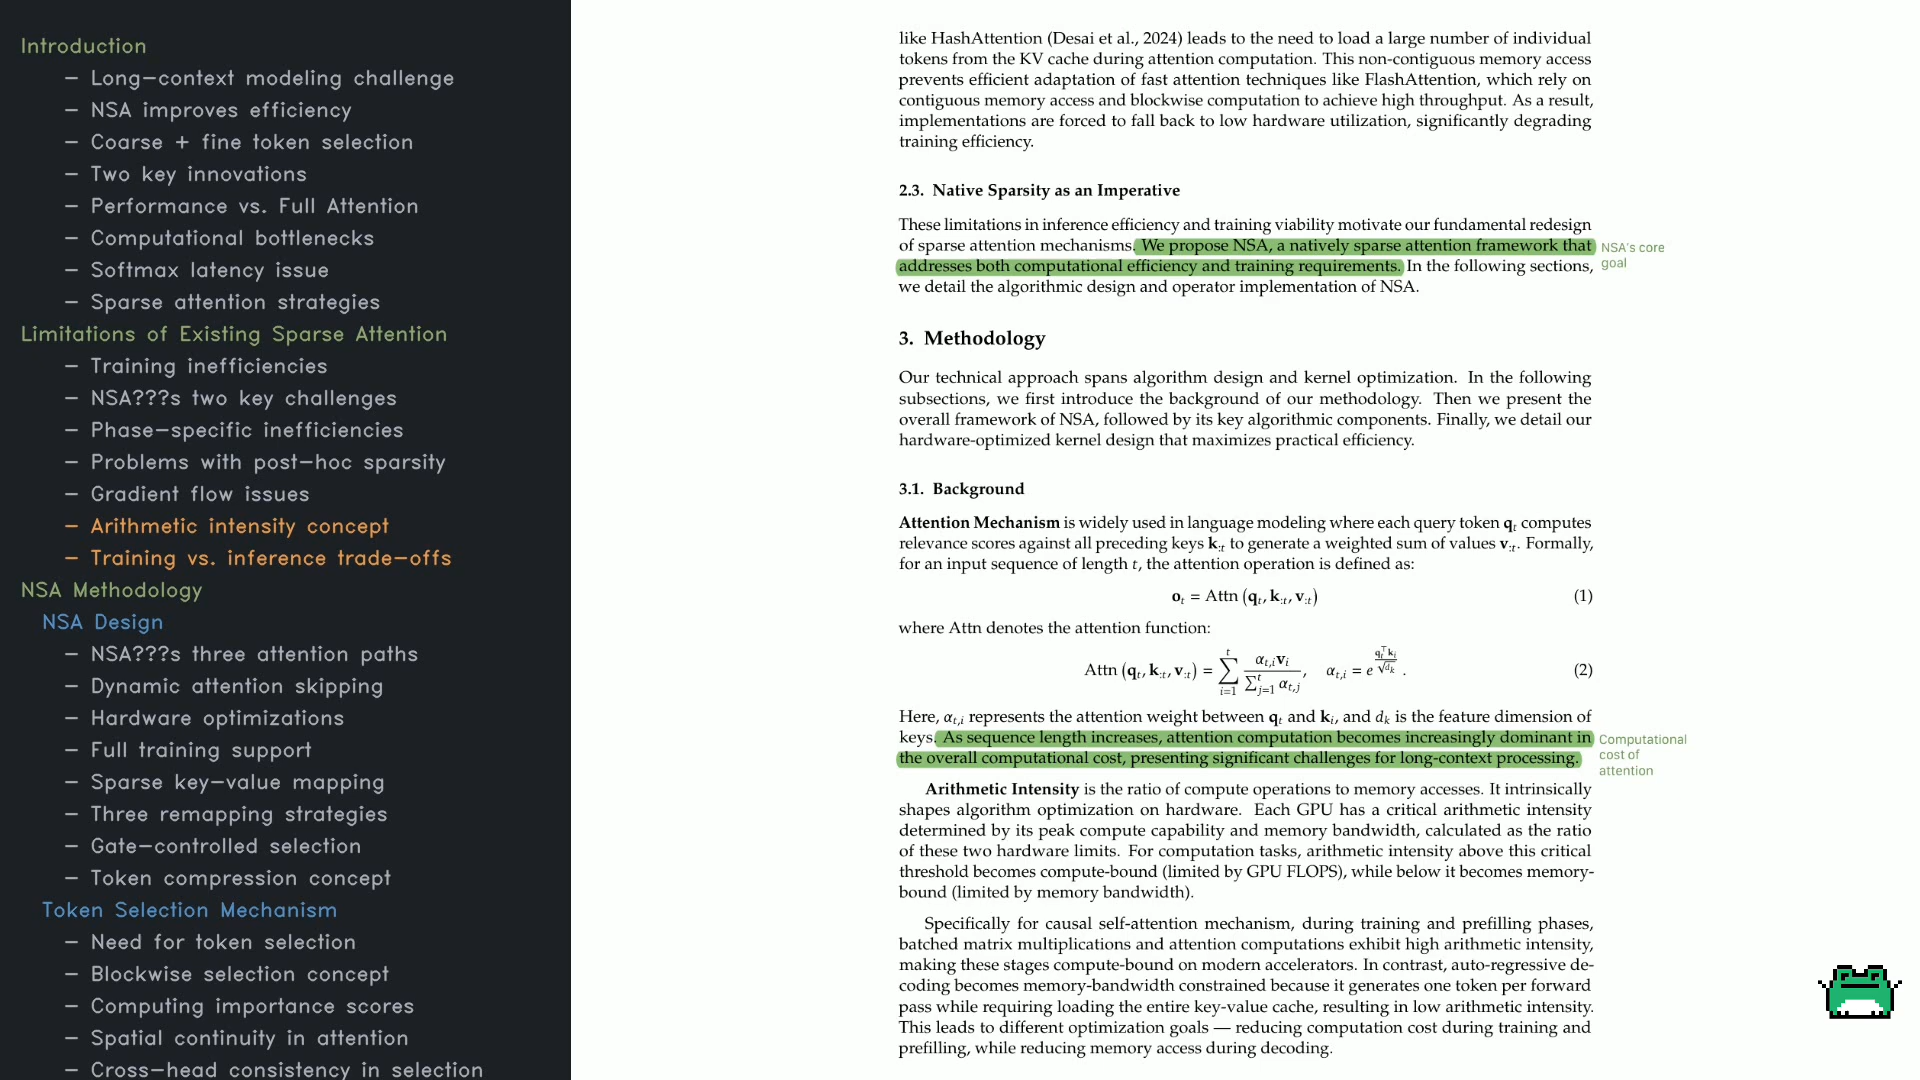 Introduction
— Long-context modeling challenge
— NSA improves efficiency
— Coarse + fine token selection
— Two key innovations
— Performance vs. Full Attention
— Computational bottlenecks
— Softmax latency issue
— Sparse attention strategies
Limitations of Existing Sparse Attention
— Training inefficiencies
— NSA???s two key challenges
— Phase-specific inefficiencies
— Problems with post-hoc sparsity
— Gradient flow issues
— Arithmetic intensity concept
— Training vs. inference trade-offs
NSA Methodology
NSA Design
— NSA???s three attention paths
— Dynamic attention skipping
— Hardware optimizations
— Full training support
— Sparse key-value mapping
— Three remapping strategies
— Gate-controlled selection
— Token compression concept
Token Selection Mechanism
— Need for token selection
— Blockwise selection concept
— Computing importance scores
— Spatial continuity in attention
— Cross-head consistency in selection
like HashAttention (Desai et al., 2024) leads to the need to load a large number of individual
tokens from the KV cache during attention computation. This non-contiguous memory access
prevents efficient adaptation of fast attention techniques like FlashAttention, which rely on
contiguous memory access and blockwise computation to achieve high throughput. As a result,
implementations are forced to fall back to low hardware utilization, significantly degrading
training efficiency.
2.3. Native Sparsity as an Imperative
These limitations in inference efficiency and training viability motivate our fundamental redesign
of sparse attention mechanisms. We propose NSA, a natively sparse attention framework that
addresses both computational efficiency and training requirements. In the following sections,
we detail the algorithmic design and operator implementation of NSA.
NSA's core
goal
3. Methodology
Our technical approach spans algorithm design and kernel optimization. In the following
subsections, we first introduce the background of our methodology. Then we present the
overall framework of NSA, followed by its key algorithmic components. Finally, we detail our
hardware-optimized kernel design that maximizes practical efficiency.
3.1. Background
Attention Mechanism is widely used in language modeling where each query token q_t computes
relevance scores against all preceding keys k_{:t} to generate a weighted sum of values v_{:t}. Formally,
for an input sequence of length t, the attention operation is defined as:
o_t = Attn (q_t, k_{:t}, v_{:t}) (1)
where Attn denotes the attention function:
Attn (q_t, k_{:t}, v_{:t}) = \sum_{i=1}^{t} \frac{α_{t,i} v_i}{\sum_{j=1}^{t} α_{t,j}}, α_{t,i} = e^{\frac{q_t^⊤ k_i}{\sqrt{d_k}}} . (2)
Here, α_{t,i} represents the attention weight between q_t and k_i, and d_k is the feature dimension of
keys. As sequence length increases, attention computation becomes increasingly dominant in
the overall computational cost, presenting significant challenges for long-context processing.
Computational
cost of
attention
Arithmetic Intensity is the ratio of compute operations to memory accesses. It intrinsically
shapes algorithm optimization on hardware. Each GPU has a critical arithmetic intensity
determined by its peak compute capability and memory bandwidth, calculated as the ratio
of these two hardware limits. For computation tasks, arithmetic intensity above this critical
threshold becomes compute-bound (limited by GPU FLOPS), while below it becomes memory-
bound (limited by memory bandwidth).
Specifically for causal self-attention mechanism, during training and prefilling phases,
batched matrix multiplications and attention computations exhibit high arithmetic intensity,
making these stages compute-bound on modern accelerators. In contrast, auto-regressive de-
coding becomes memory-bandwidth constrained because it generates one token per forward
pass while requiring loading the entire key-value cache, resulting in low arithmetic intensity.
This leads to different optimization goals — reducing computation cost during training and
prefilling, while reducing memory access during decoding.